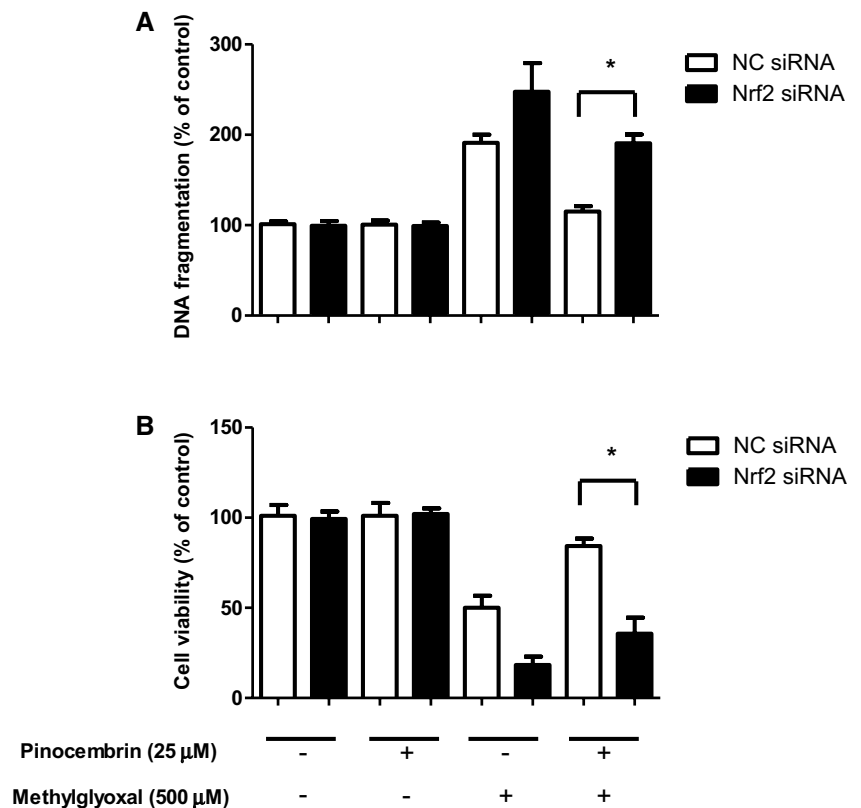 A
DNA fragmentation (% of control)
300
200
100
0
*
NC siRNA
Nrf2 siRNA
B
Cell viability (% of control)
150
100
50
0
*
NC siRNA
Nrf2 siRNA
Pinocembrin (25 μM) - + - +
Methylglyoxal (500 μM) - - + +